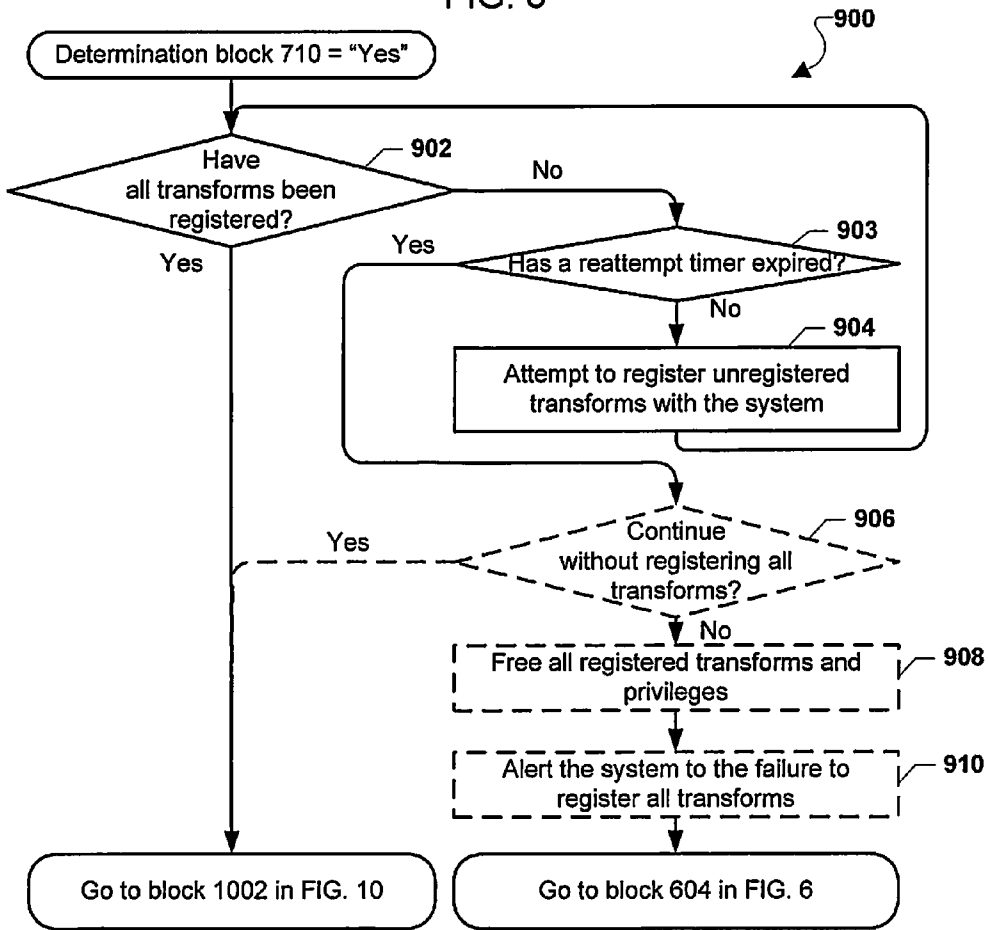 FIG. 8
900
Determination block 710 = "Yes"
Have
all transforms been
registered?
902
No
Yes
Has a reattempt timer expired?
903
Yes
No
Attempt to register unregistered
transforms with the system
904
Continue
without registering all
transforms?
906
Yes
No
Free all registered transforms and
privileges
908
Alert the system to the failure to
register all transforms
910
Go to block 1002 in FIG. 10
Go to block 604 in FIG. 6